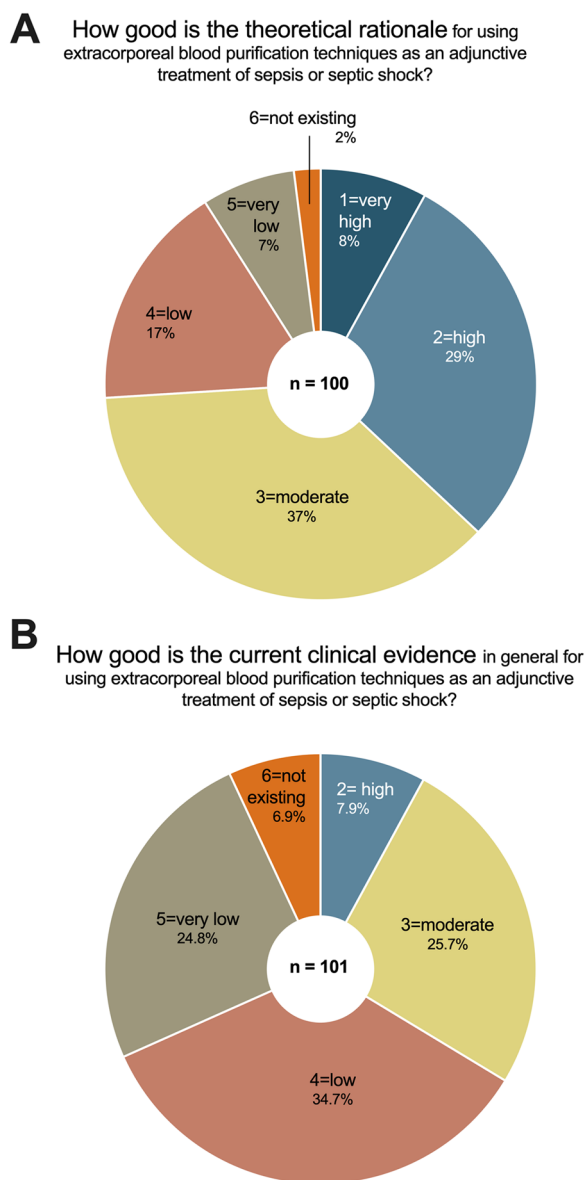 A
How good is the theoretical rationale for using
extracorporeal blood purification techniques as an adjunctive
treatment of sepsis or septic shock?
6=not existing
2%
5=very
low
7%
1=very
high
8%
4=low
17%
2=high
29%
n = 100
3=moderate
37%
B
How good is the current clinical evidence in general for
using extracorporeal blood purification techniques as an adjunctive
treatment of sepsis or septic shock?
6=not
existing
6.9%
2= high
7.9%
5=very low
24.8%
3=moderate
25.7%
n = 101
4=low
34.7%